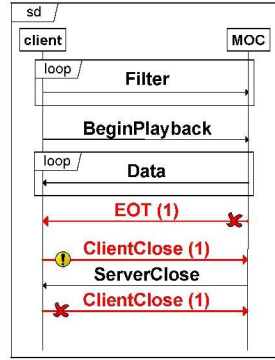 sd
client
MOC
loop
Filter
BeginPlayback
loop
Data
EOT (1)
ClientClose (1)
ServerClose
ClientClose (1)